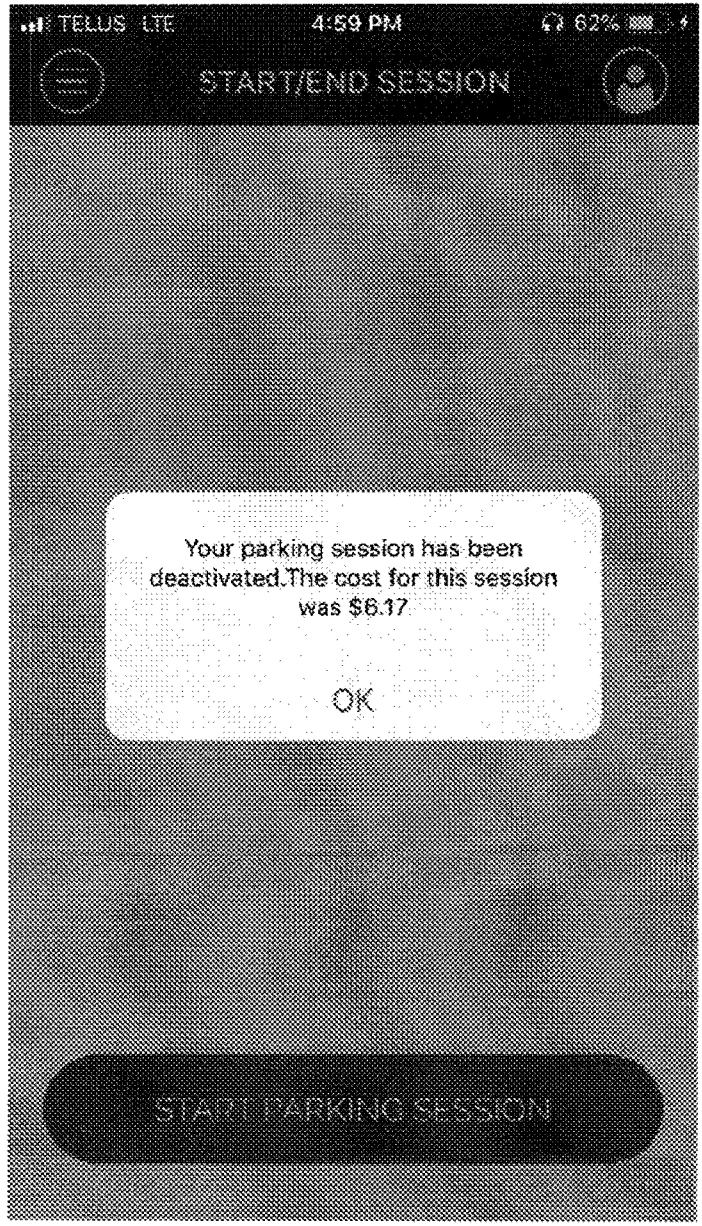 TELUS LTE 4:59 PM 62%
START/END SESSION
Your parking session has been
deactivated.The cost for this session
was $6.17
OK
START PARKING SESSION